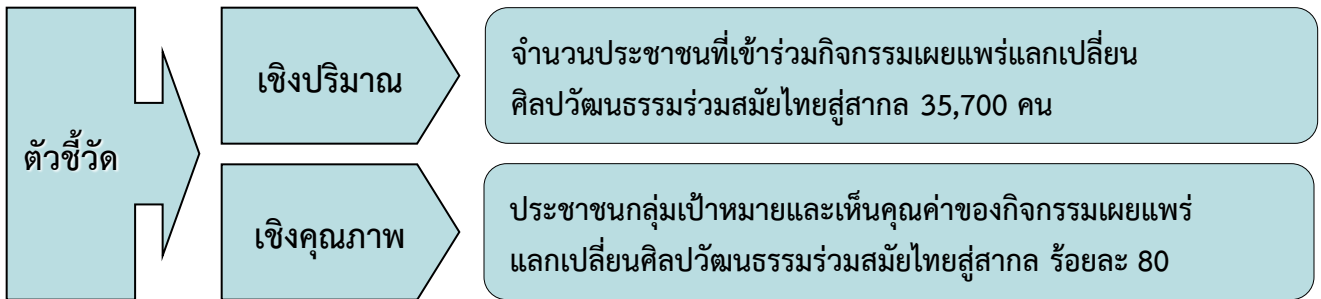 ตัวชี้วัด
เชิงปริมาณ
จำนวนประชาชนที่เข้าร่วมกิจกรรมเผยแพร่แลกเปลี่ยน
ศิลปวัฒนธรรมร่วมสมัยไทยสู่สากล 35,700 คน
เชิงคุณภาพ
ประชาชนกลุ่มเป้าหมายและเห็นคุณค่าของกิจกรรมเผยแพร่
แลกเปลี่ยนศิลปวัฒนธรรมร่วมสมัยไทยสู่สากล ร้อยละ 80